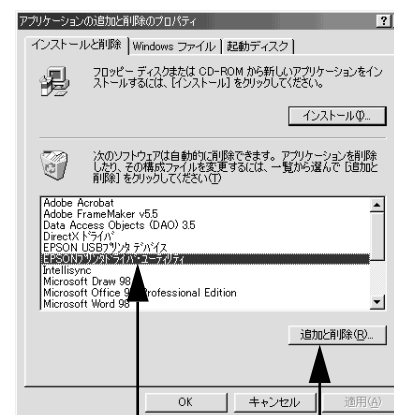 アプリケーションの追加と削除のプロパティ
?
インストールと削除
Windows ファイル
起動ディスク
フロッピー ディスクまたは CD-ROM から新しいアプリケーションをイン
ストールするには、[インストール] をクリックしてください。
インストール(I)...
次のソフトウェアは自動的に削除できます。アプリケーションを削除
したり、その構成ファイルを変更するには、一覧から選んで [追加と
削除] をクリックしてください(T)
Adobe Acrobat
Adobe FrameMaker v5.5
Data Access Objects (DAO) 3.5
DirectX ドライバ
EPSON USBプリンタ デバイス
EPSONプリンタドライバ・ユーティリティ
Intellisync
Microsoft Draw 98
Microsoft Office 9 Professional Edition
Microsoft Word 98
追加と削除(R)...
OK
キャンセル
適用(A)